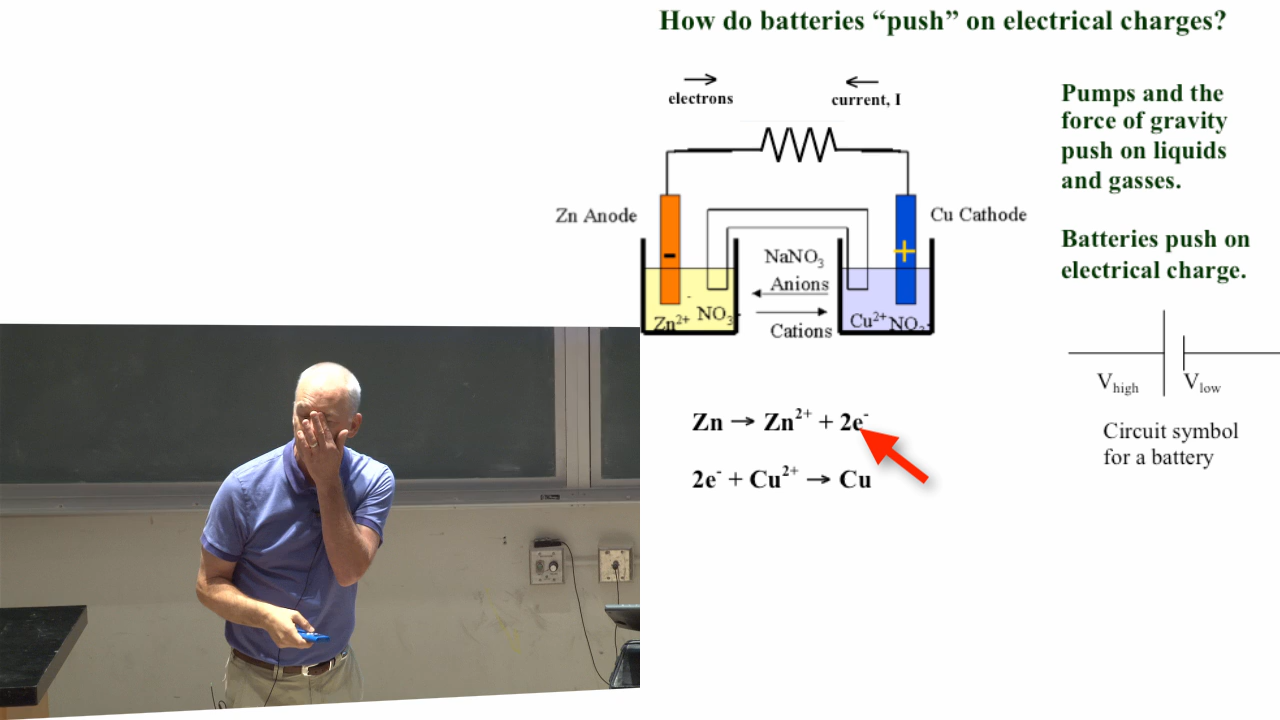 How do batteries “push” on electrical charges?
electrons
current, I
Zn Anode
Cu Cathode
-
+
NaNO₃
Anions
Cations
Zn²⁺ NO₃⁻
Cu²⁺ NO₃⁻
Zn → Zn²⁺ + 2e⁻
2e⁻ + Cu²⁺ → Cu
Pumps and the
force of gravity
push on liquids
and gasses.
Batteries push on
electrical charge.
V_high
V_low
Circuit symbol
for a battery